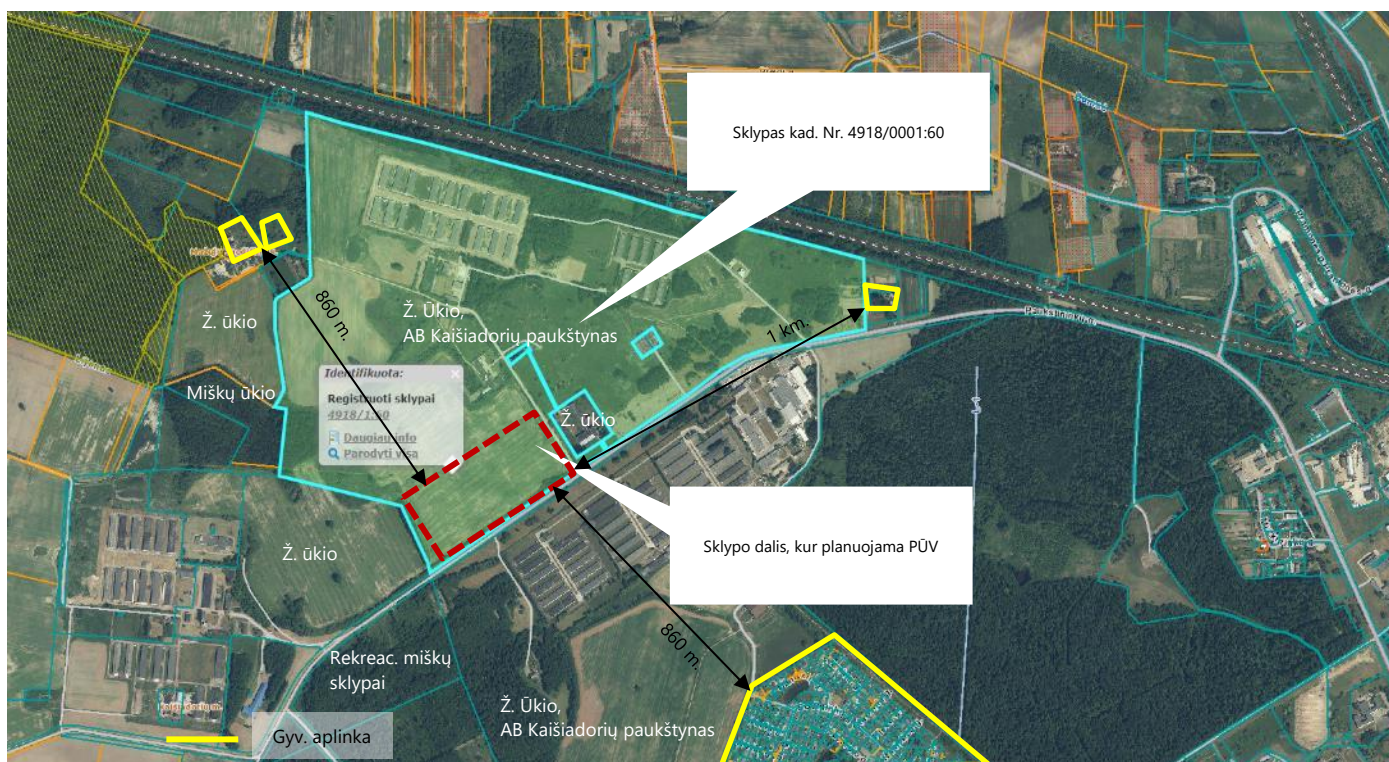 Sklypas kad. Nr. 4918/0001:60
860 m.
Ž. ūkio
Ž. Ūkio,
AB Kaišiadorių paukštynas
1 km.
Identifikuota:
Registruoti sklypai
4918/1:60
Daugiau info
Parodyti visą
Miškų ūkio
Ž. ūkio
Ž. ūkio
Sklypo dalis, kur planuojama PŪV
860 m.
Rekreac. miškų
sklypai
Ž. Ūkio,
AB Kaišiadorių paukštynas
Gyv. aplinka